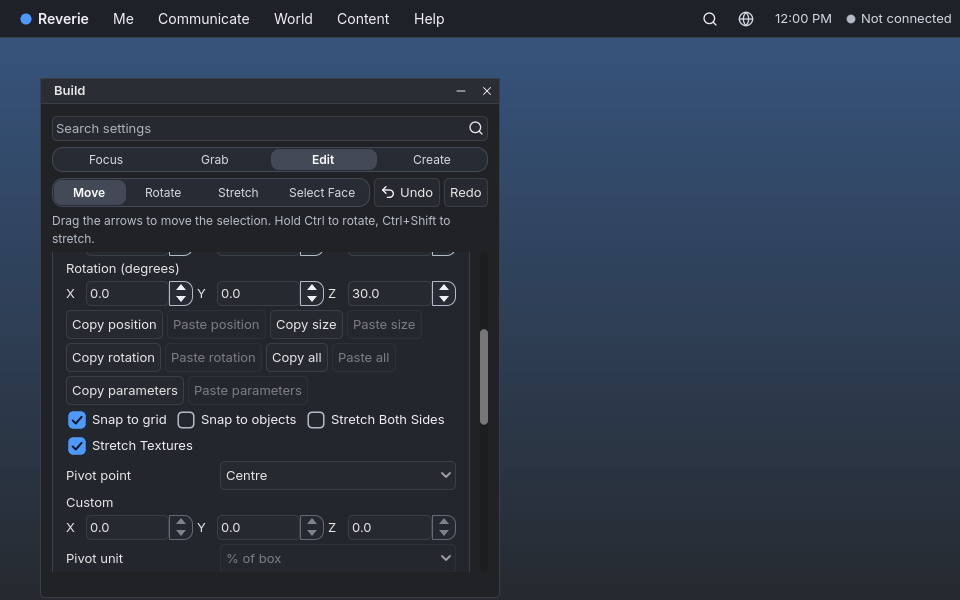 Reverie Me Communicate World Content Help 12:00 PM Not connected
Build
Search settings
Focus Grab Edit Create
Move Rotate Stretch Select Face Undo Redo
Drag the arrows to move the selection. Hold Ctrl to rotate, Ctrl+Shift to
stretch.
Rotation (degrees)
X 0.0 Y 0.0 Z 30.0
Copy position Paste position Copy size Paste size
Copy rotation Paste rotation Copy all Paste all
Copy parameters Paste parameters
Snap to grid Snap to objects Stretch Both Sides
Stretch Textures
Pivot point Centre
Custom
X 0.0 Y 0.0 Z 0.0
Pivot unit % of box